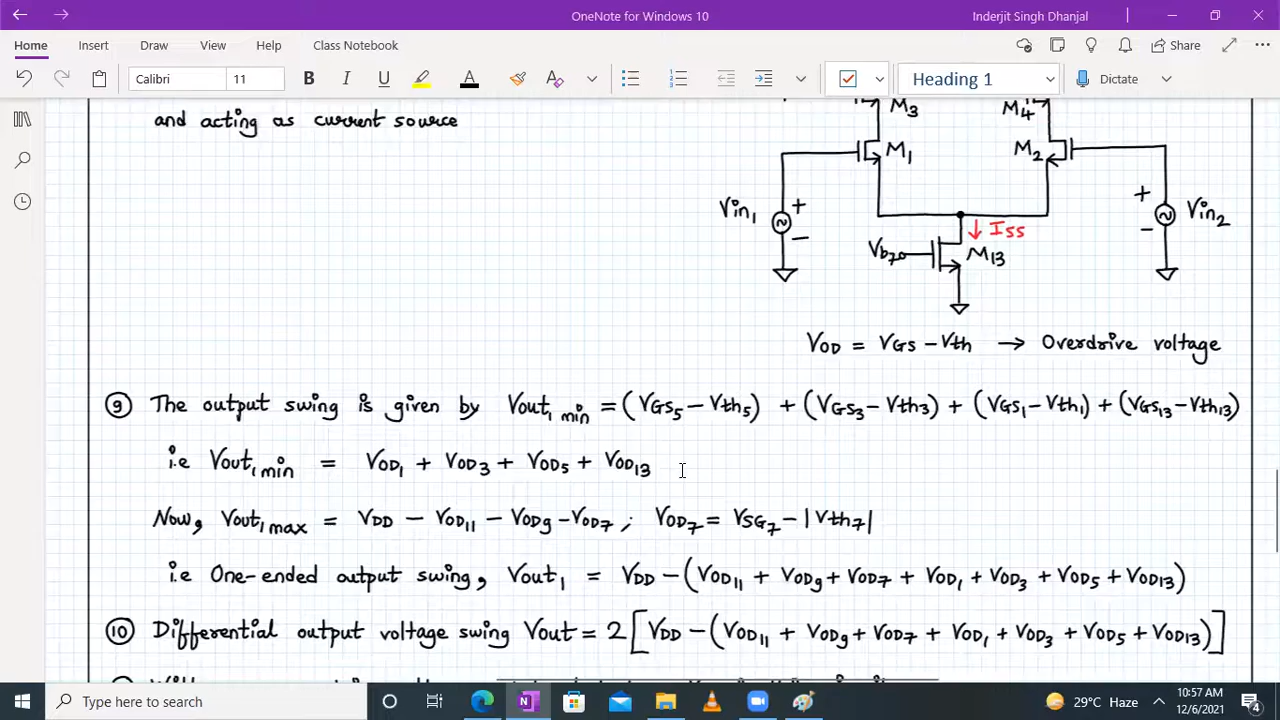 OneNote for Windows 10
Inderjit Singh Dhanjal
Home Insert Draw View Help Class Notebook
Share
Calibri 11 B I U A Heading 1 Dictate
M3 M4
and acting as current source
M1 M2
Vin1 + − + − Vin2
↓ Iss
Vb7 M13
VOD = VGS - Vth → Overdrive voltage
⑨ The output swing is given by Vout1 min = (VGS5 - Vth5) + (VGS3 - Vth3) + (VGS1 - Vth1) + (VGS13 - Vth13)
i.e Vout1 min = VOD1 + VOD3 + VOD5 + VOD13
Now, Vout1 max = VDD - VOD11 - VOD9 - VOD7 ; VOD7 = VSG7 - |Vth7|
i.e One-ended output swing, Vout1 = VDD - (VOD11 + VOD9 + VOD7 + VOD1 + VOD3 + VOD5 + VOD13)
⑩ Differential output voltage swing Vout = 2 [VDD - (VOD11 + VOD9 + VOD7 + VOD1 + VOD3 + VOD5 + VOD13)]
Type here to search
29°C Haze
10:57 AM
12/6/2021
4